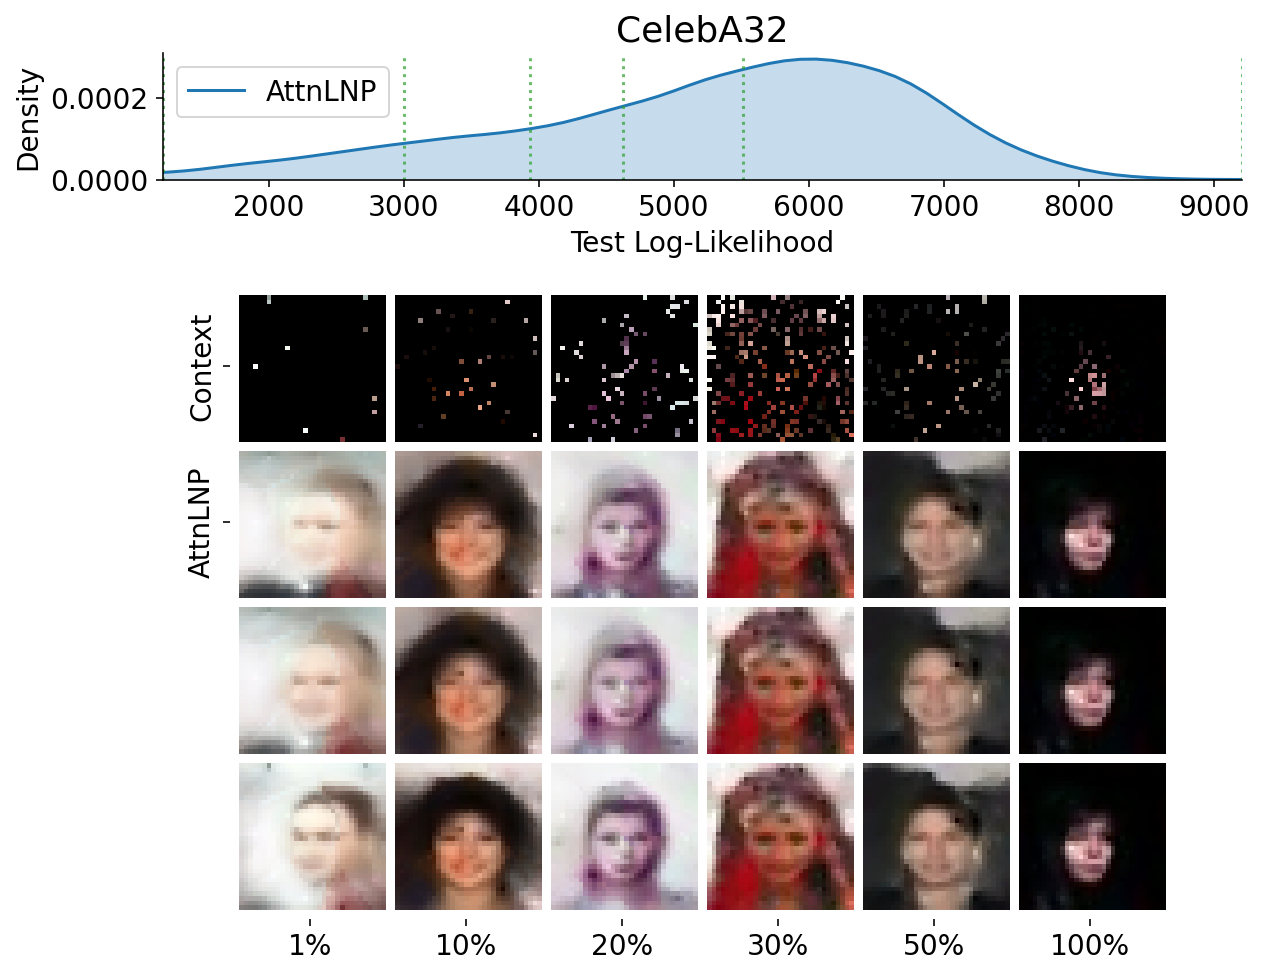 CelebA32
AttnLNP
Density
0.0002
0.0000
2000 3000 4000 5000 6000 7000 8000 9000
Test Log-Likelihood
Context
AttnLNP
1% 10% 20% 30% 50% 100%